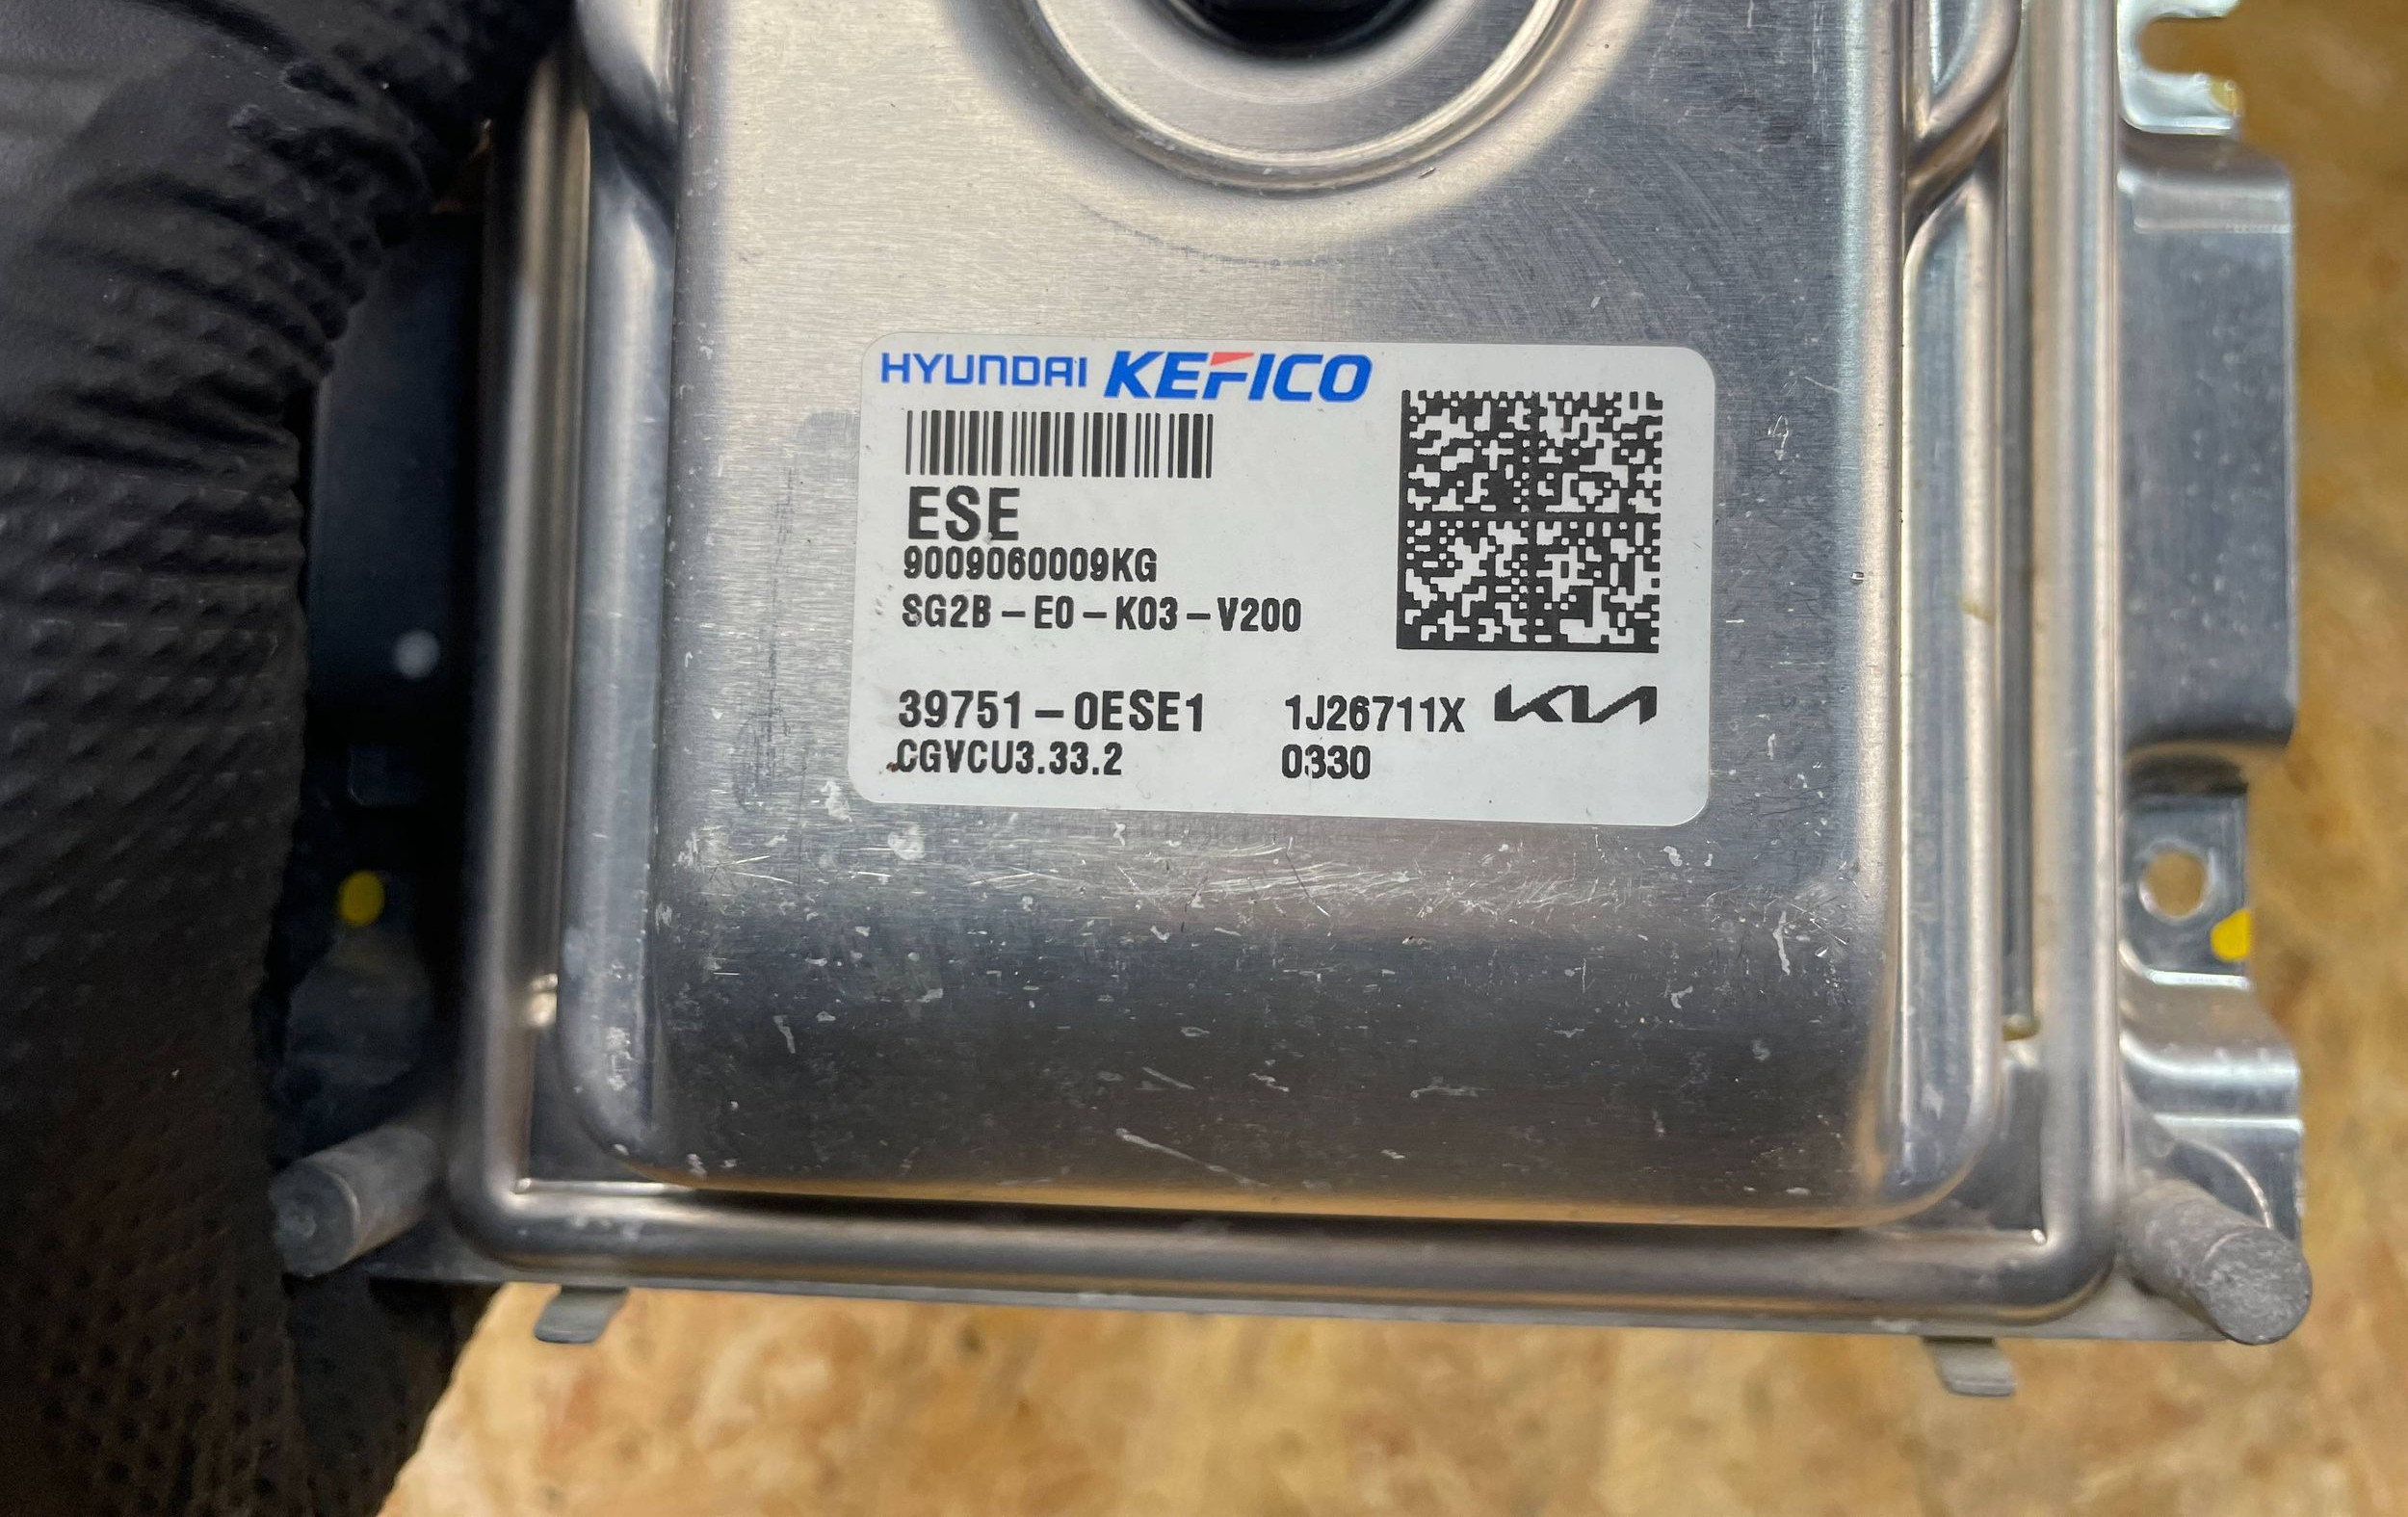 HYUNDAI KEFICO
ESE
9009060009KG
SG2B-E0-K03-V200
39751-0ESE1 1J26711X KIA
CGVCU3.33.2 0330